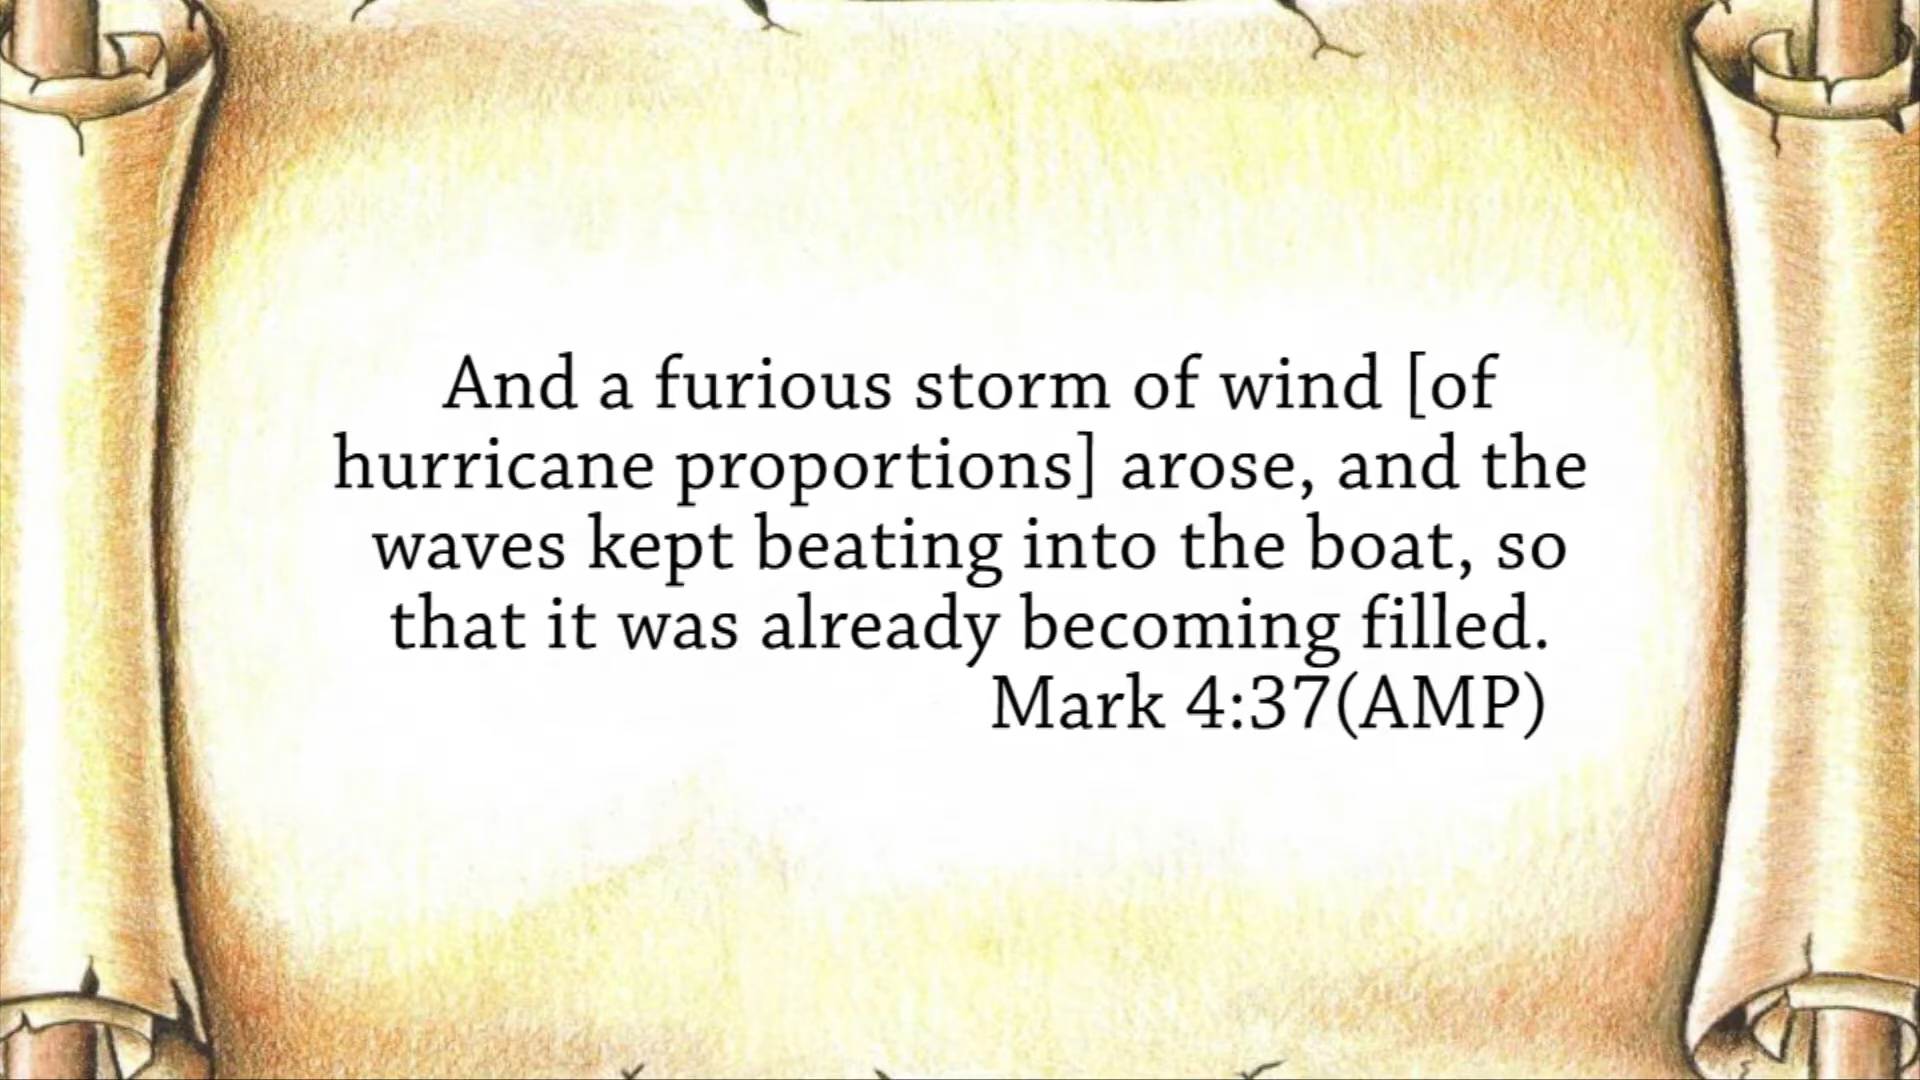 And a furious storm of wind [of
hurricane proportions] arose, and the
waves kept beating into the boat, so
that it was already becoming filled.
Mark 4:37(AMP)